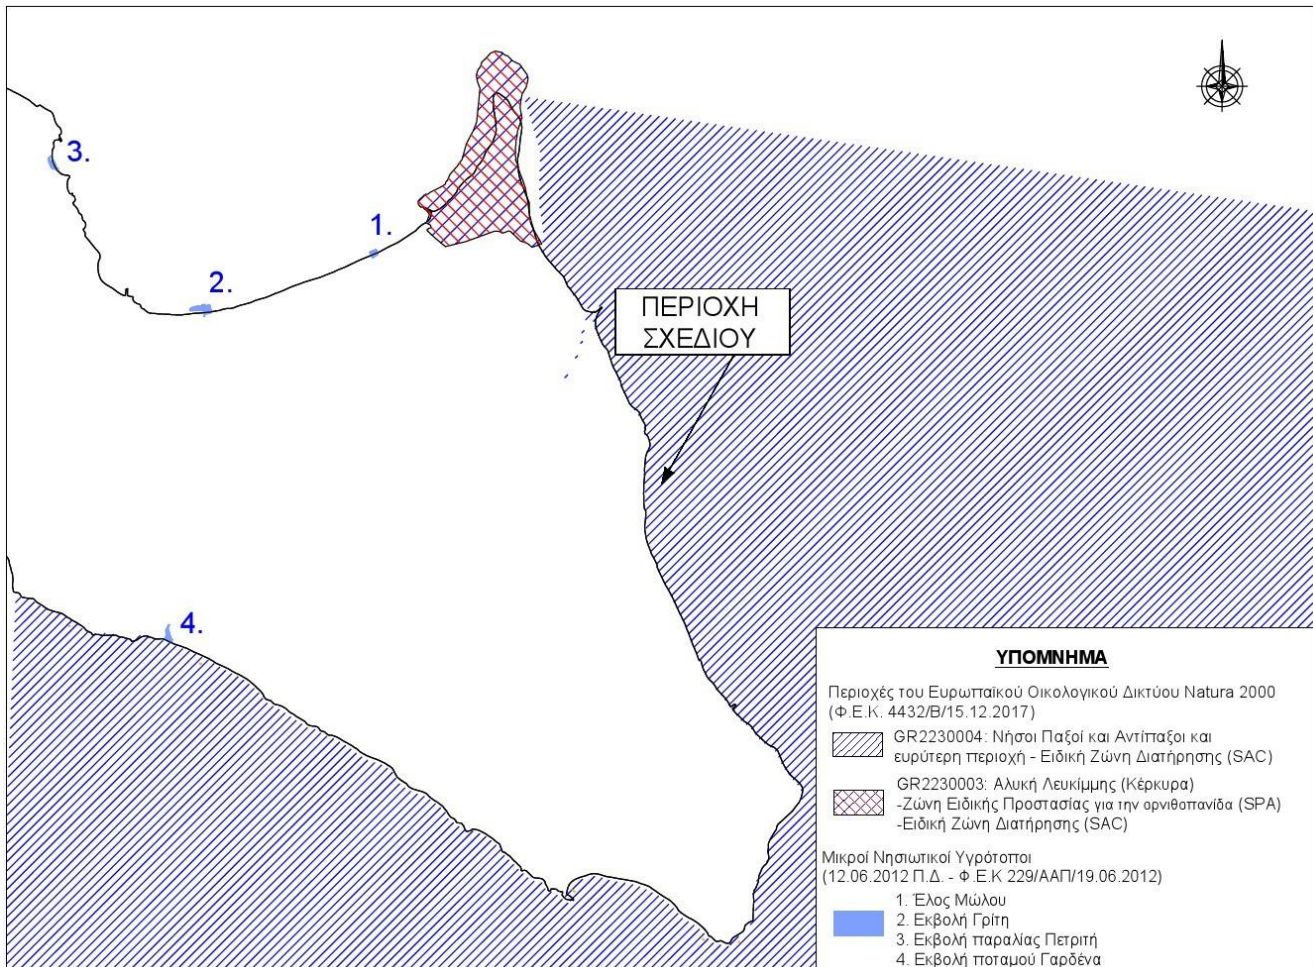 3.
1.
2.
ΠΕΡΙΟΧΗ
ΣΧΕΔΙΟΥ
4.
ΥΠΟΜΝΗΜΑ
Περιοχές του Ευρωπαϊκού Οικολογικού Δικτύου Natura 2000
(Φ.Ε.Κ. 4432/Β/15.12.2017)
GR2230004: Νήσοι Παξοί και Αντίπαξοι και
ευρύτερη περιοχή - Ειδική Ζώνη Διατήρησης (SAC)
GR2230003: Αλυκή Λευκίμμης (Κέρκυρα)
-Ζώνη Ειδικής Προστασίας για την ορνιθοπανίδα (SPA)
-Ειδική Ζώνη Διατήρησης (SAC)
Μικροί Νησιωτικοί Υγρότοποι
(12.06.2012 Π.Δ. - Φ.Ε.Κ 229/ΑΑΠ/19.06.2012)
1. Έλος Μώλου
2. Εκβολή Γρίτη
3. Εκβολή παραλίας Πετριτή
4. Εκβολή ποταμού Γαρδένα